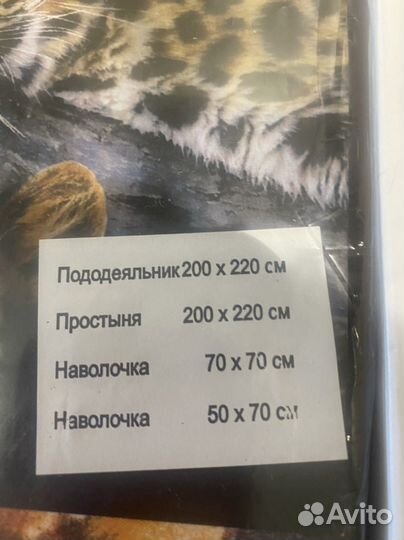 Пододеяльник 200 х 220 см
Простыня 200 х 220 см
Наволочка 70 х 70 см
Наволочка 50 х 70 см
Avito